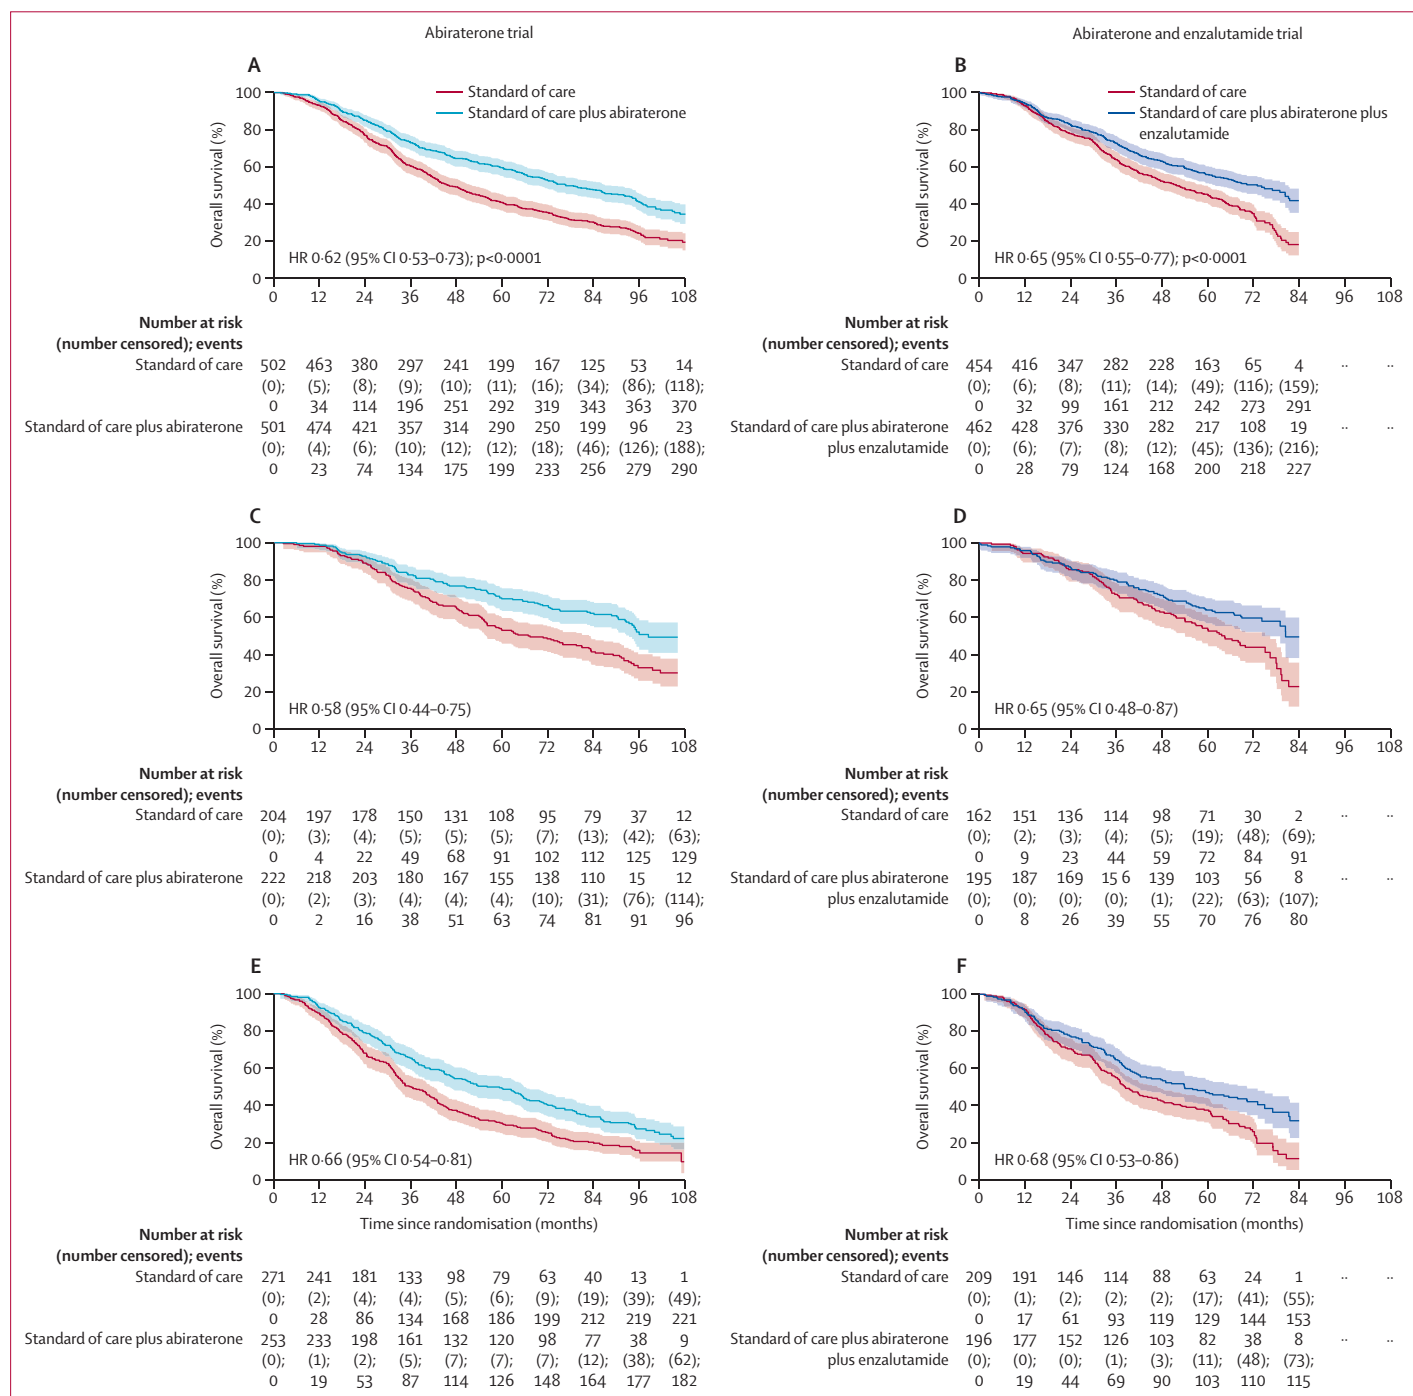 Abiraterone trial
Abiraterone and enzalutamide trial
A
Standard of care
Standard of care plus abiraterone
Overall survival (%)
100
80
60
40
20
0
HR 0·62 (95% CI 0·53–0·73); p<0·0001
0 12 24 36 48 60 72 84 96 108
Number at risk
(number censored); events
Standard of care 502 463 380 297 241 199 167 125 53 14
(0); (5); (8); (9); (10); (11); (16); (34); (86); (118);
0 34 114 196 251 292 319 343 363 370
Standard of care plus abiraterone 501 474 421 357 314 290 250 199 96 23
(0); (4); (6); (10); (12); (12); (18); (46); (126); (188);
0 23 74 134 175 199 233 256 279 290
B
Standard of care
Standard of care plus abiraterone plus
enzalutamide
Overall survival (%)
100
80
60
40
20
0
HR 0·65 (95% CI 0·55–0·77); p<0·0001
0 12 24 36 48 60 72 84 96 108
Number at risk
(number censored); events
Standard of care 454 416 347 282 228 163 65 4 ·· ··
(0); (6); (8); (11); (14); (49); (116); (159);
0 32 99 161 212 242 273 291
Standard of care plus abiraterone 462 428 376 330 282 217 108 19 ·· ··
plus enzalutamide (0); (6); (7); (8); (12); (45); (136); (216);
0 28 79 124 168 200 218 227
C
Overall survival (%)
100
80
60
40
20
0
HR 0·58 (95% CI 0·44–0·75)
0 12 24 36 48 60 72 84 96 108
Number at risk
(number censored); events
Standard of care 204 197 178 150 131 108 95 79 37 12
(0); (3); (4); (5); (5); (5); (7); (13); (42); (63);
0 4 22 49 68 91 102 112 125 129
Standard of care plus abiraterone 222 218 203 180 167 155 138 110 15 12
(0); (2); (3); (4); (4); (4); (10); (31); (76); (114);
0 2 16 38 51 63 74 81 91 96
D
Overall survival (%)
100
80
60
40
20
0
HR 0·65 (95% CI 0·48–0·87)
0 12 24 36 48 60 72 84 96 108
Number at risk
(number censored); events
Standard of care 162 151 136 114 98 71 30 2 ·· ··
(0); (2); (3); (4); (5); (19); (48); (69);
0 9 23 44 59 72 84 91
Standard of care plus abiraterone 195 187 169 15 6 139 103 56 8 ·· ··
plus enzalutamide (0); (0); (0); (0); (1); (22); (63); (107);
0 8 26 39 55 70 76 80
E
Overall survival (%)
100
80
60
40
20
0
HR 0·66 (95% CI 0·54–0·81)
0 12 24 36 48 60 72 84 96 108
Time since randomisation (months)
Number at risk
(number censored); events
Standard of care 271 241 181 133 98 79 63 40 13 1
(0); (2); (4); (4); (5); (6); (9); (19); (39); (49);
0 28 86 134 168 186 199 212 219 221
Standard of care plus abiraterone 253 233 198 161 132 120 98 77 38 9
(0); (1); (2); (5); (7); (7); (7); (12); (38); (62);
0 19 53 87 114 126 148 164 177 182
F
Overall survival (%)
100
80
60
40
20
0
HR 0·68 (95% CI 0·53–0·86)
0 12 24 36 48 60 72 84 96 108
Time since randomisation (months)
Number at risk
(number censored); events
Standard of care 209 191 146 114 88 63 24 1 ·· ··
(0); (1); (2); (2); (2); (17); (41); (55);
0 17 61 93 119 129 144 153
Standard of care plus abiraterone 196 177 152 126 103 82 38 8 ·· ··
plus enzalutamide (0); (0); (0); (1); (3); (11); (48); (73);
0 19 44 69 90 103 110 115